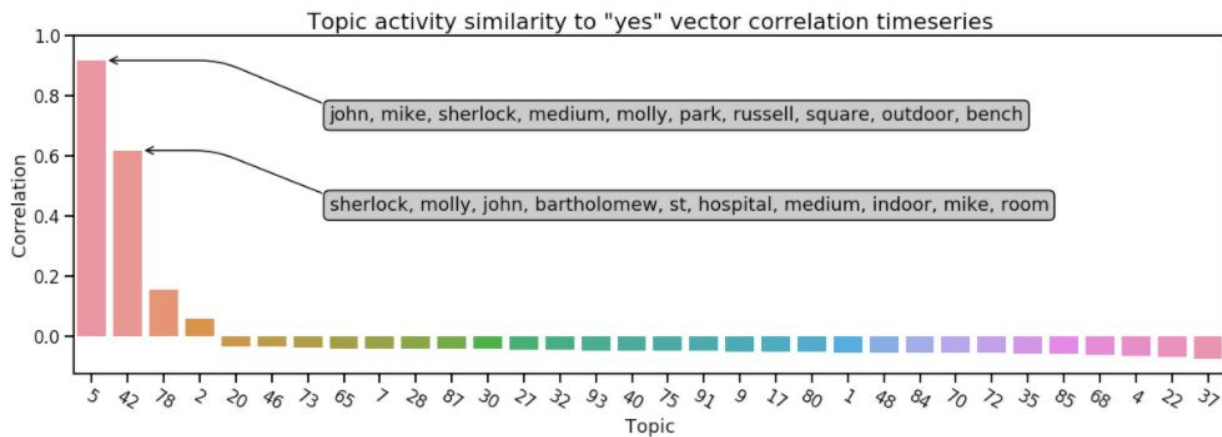 Topic activity similarity to "yes" vector correlation timeseries
1.0
0.8
0.6
0.4
0.2
0.0
Correlation
john, mike, sherlock, medium, molly, park, russell, square, outdoor, bench
sherlock, molly, john, bartholomew, st, hospital, medium, indoor, mike, room
5 42 78 2 20 46 73 65 7 28 87 30 27 32 93 40 75 91 9 17 80 1 48 84 70 72 35 85 68 4 22 37
Topic